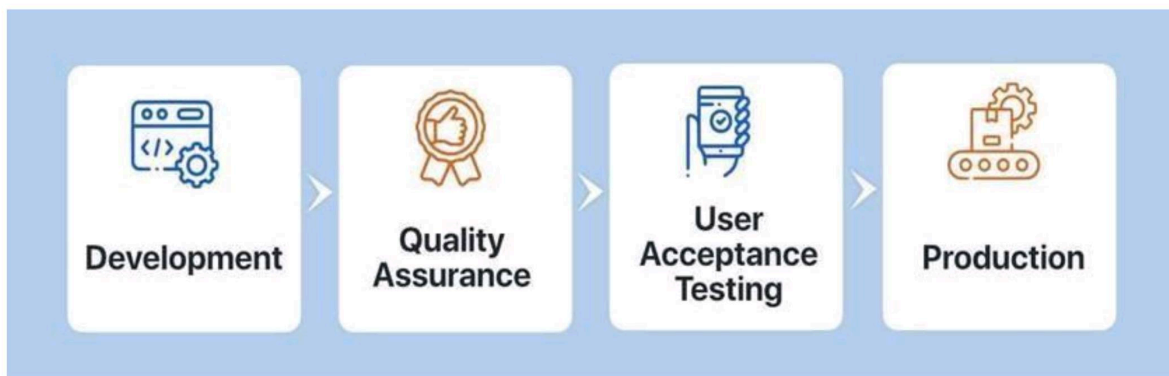 Development
Quality
Assurance
User
Acceptance
Testing
Production